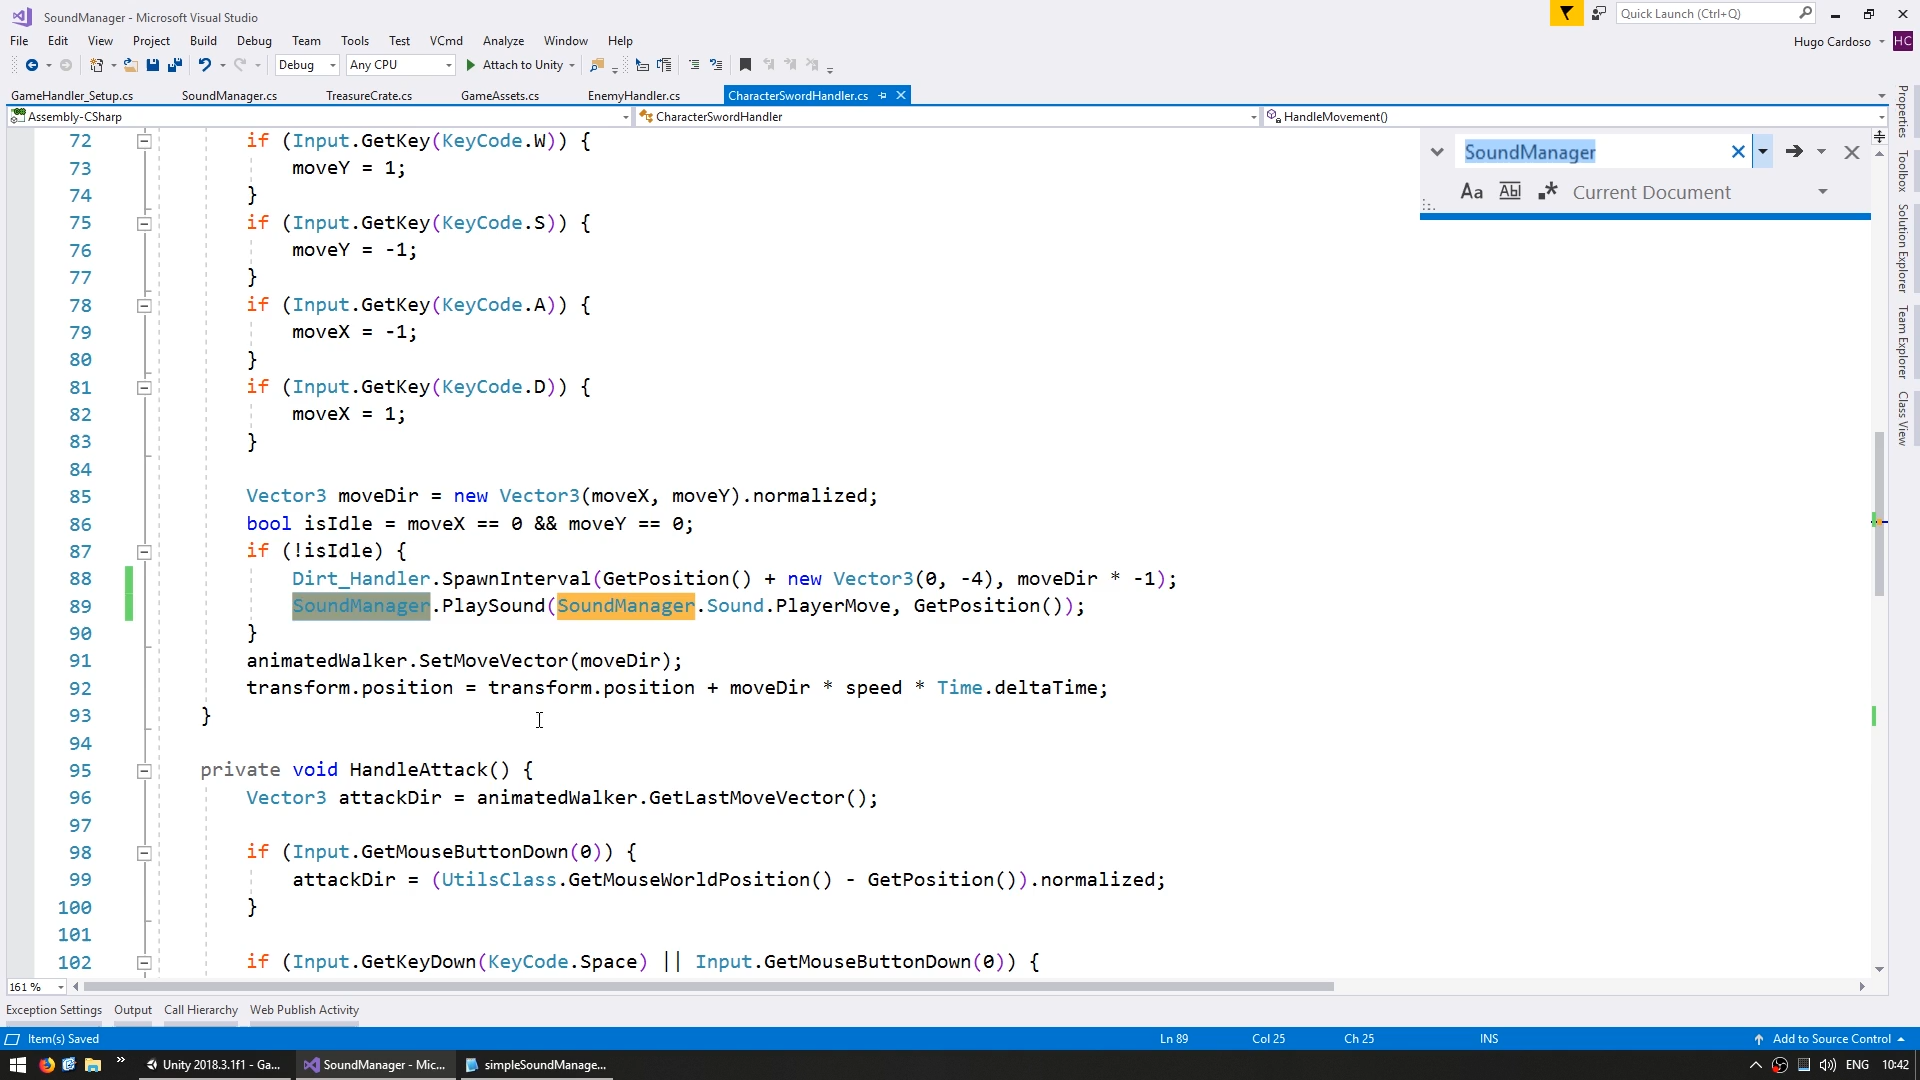 SoundManager - Microsoft Visual Studio
Quick Launch (Ctrl+Q)
File Edit View Project Build Debug Team Tools Test VCmd Analyze Window Help
Hugo Cardoso HC
Debug Any CPU Attach to Unity
GameHandler_Setup.cs SoundManager.cs TreasureCrate.cs GameAssets.cs EnemyHandler.cs CharacterSwordHandler.cs
Assembly-CSharp CharacterSwordHandler HandleMovement()
SoundManager
Aa Abl .* Current Document
Properties
Toolbox
Solution Explorer
Team Explorer
Class View
72 if (Input.GetKey(KeyCode.W)) {
73 moveY = 1;
74 }
75 if (Input.GetKey(KeyCode.S)) {
76 moveY = -1;
77 }
78 if (Input.GetKey(KeyCode.A)) {
79 moveX = -1;
80 }
81 if (Input.GetKey(KeyCode.D)) {
82 moveX = 1;
83 }
84
85 Vector3 moveDir = new Vector3(moveX, moveY).normalized;
86 bool isIdle = moveX == 0 && moveY == 0;
87 if (!isIdle) {
88 Dirt_Handler.SpawnInterval(GetPosition() + new Vector3(0, -4), moveDir * -1);
89 SoundManager.PlaySound(SoundManager.Sound.PlayerMove, GetPosition());
90 }
91 animatedWalker.SetMoveVector(moveDir);
92 transform.position = transform.position + moveDir * speed * Time.deltaTime;
93 }
94
95 private void HandleAttack() {
96 Vector3 attackDir = animatedWalker.GetLastMoveVector();
97
98 if (Input.GetMouseButtonDown(0)) {
99 attackDir = (UtilsClass.GetMouseWorldPosition() - GetPosition()).normalized;
100 }
101
102 if (Input.GetKeyDown(KeyCode.Space) || Input.GetMouseButtonDown(0)) {
161 %
Exception Settings Output Call Hierarchy Web Publish Activity
Item(s) Saved Ln 89 Col 25 Ch 25 INS Add to Source Control
» Unity 2018.3.1f1 - Ga... SoundManager - Mic... simpleSoundManage... ENG 10:42